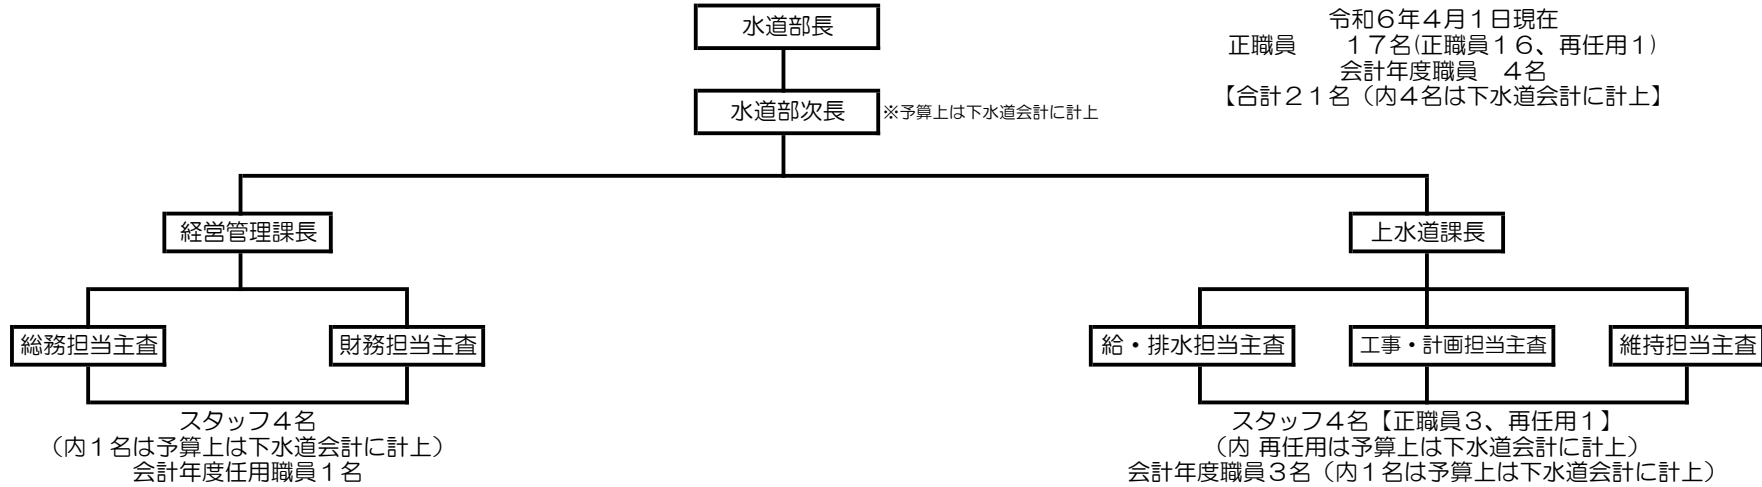 水道部長
令和６年４月１日現在
正職員　　１７名(正職員１６、再任用１)
会計年度職員　４名
【合計２１名（内４名は下水道会計に計上】
水道部次長
※予算上は下水道会計に計上
経営管理課長
上水道課長
総務担当主査
財務担当主査
給・排水担当主査
工事・計画担当主査
維持担当主査
スタッフ４名
（内１名は予算上は下水道会計に計上）
会計年度任用職員１名
スタッフ４名【正職員３、再任用１】
（内 再任用は予算上は下水道会計に計上）
会計年度職員３名（内１名は予算上は下水道会計に計上）